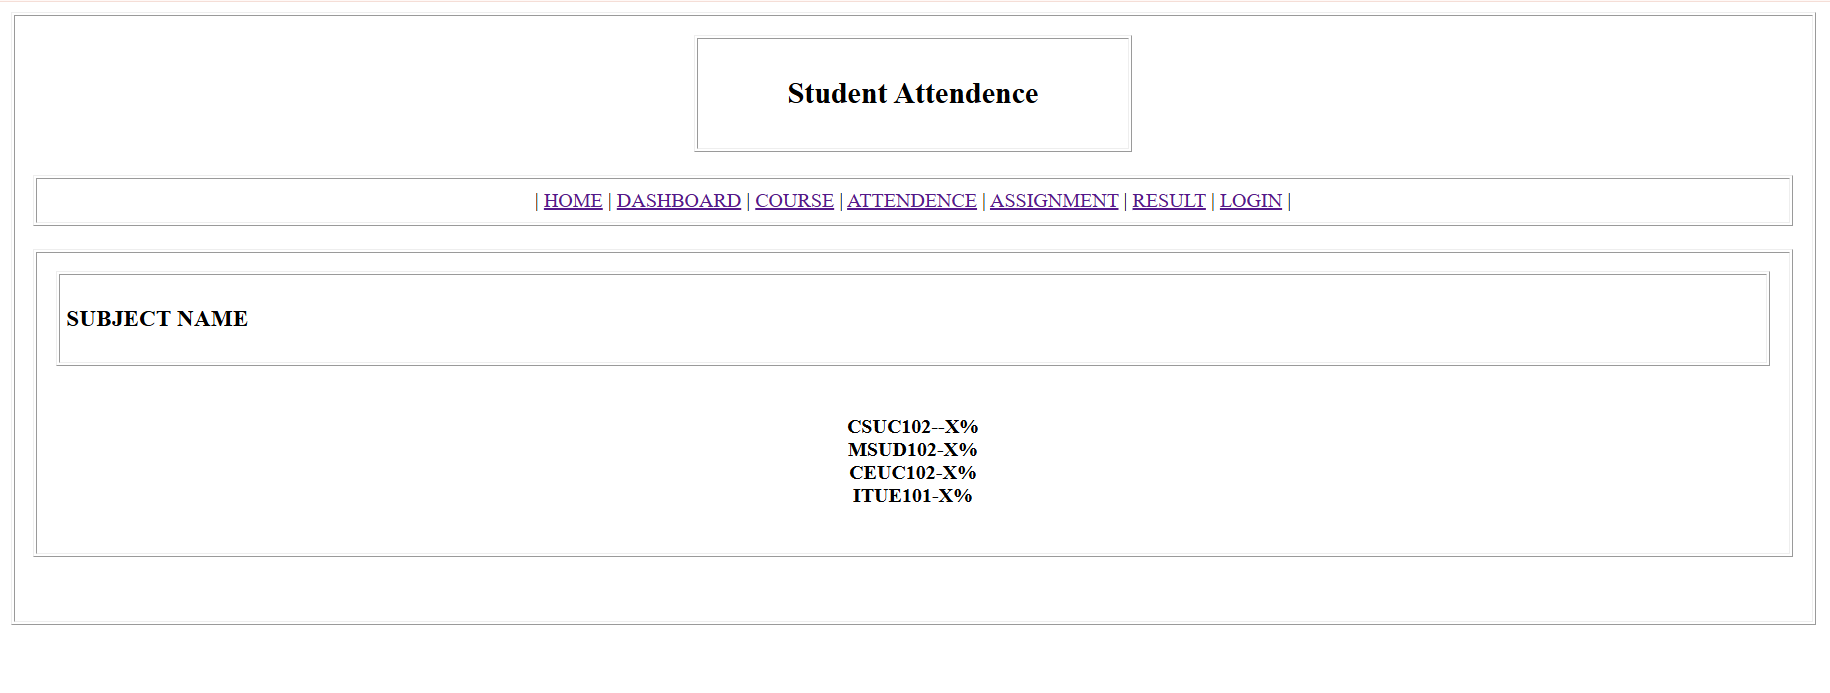 Student Attendence
| HOME | DASHBOARD | COURSE | ATTENDENCE | ASSIGNMENT | RESULT | LOGIN |
SUBJECT NAME
CSUC102--X%
MSUD102-X%
CEUC102-X%
ITUE101-X%